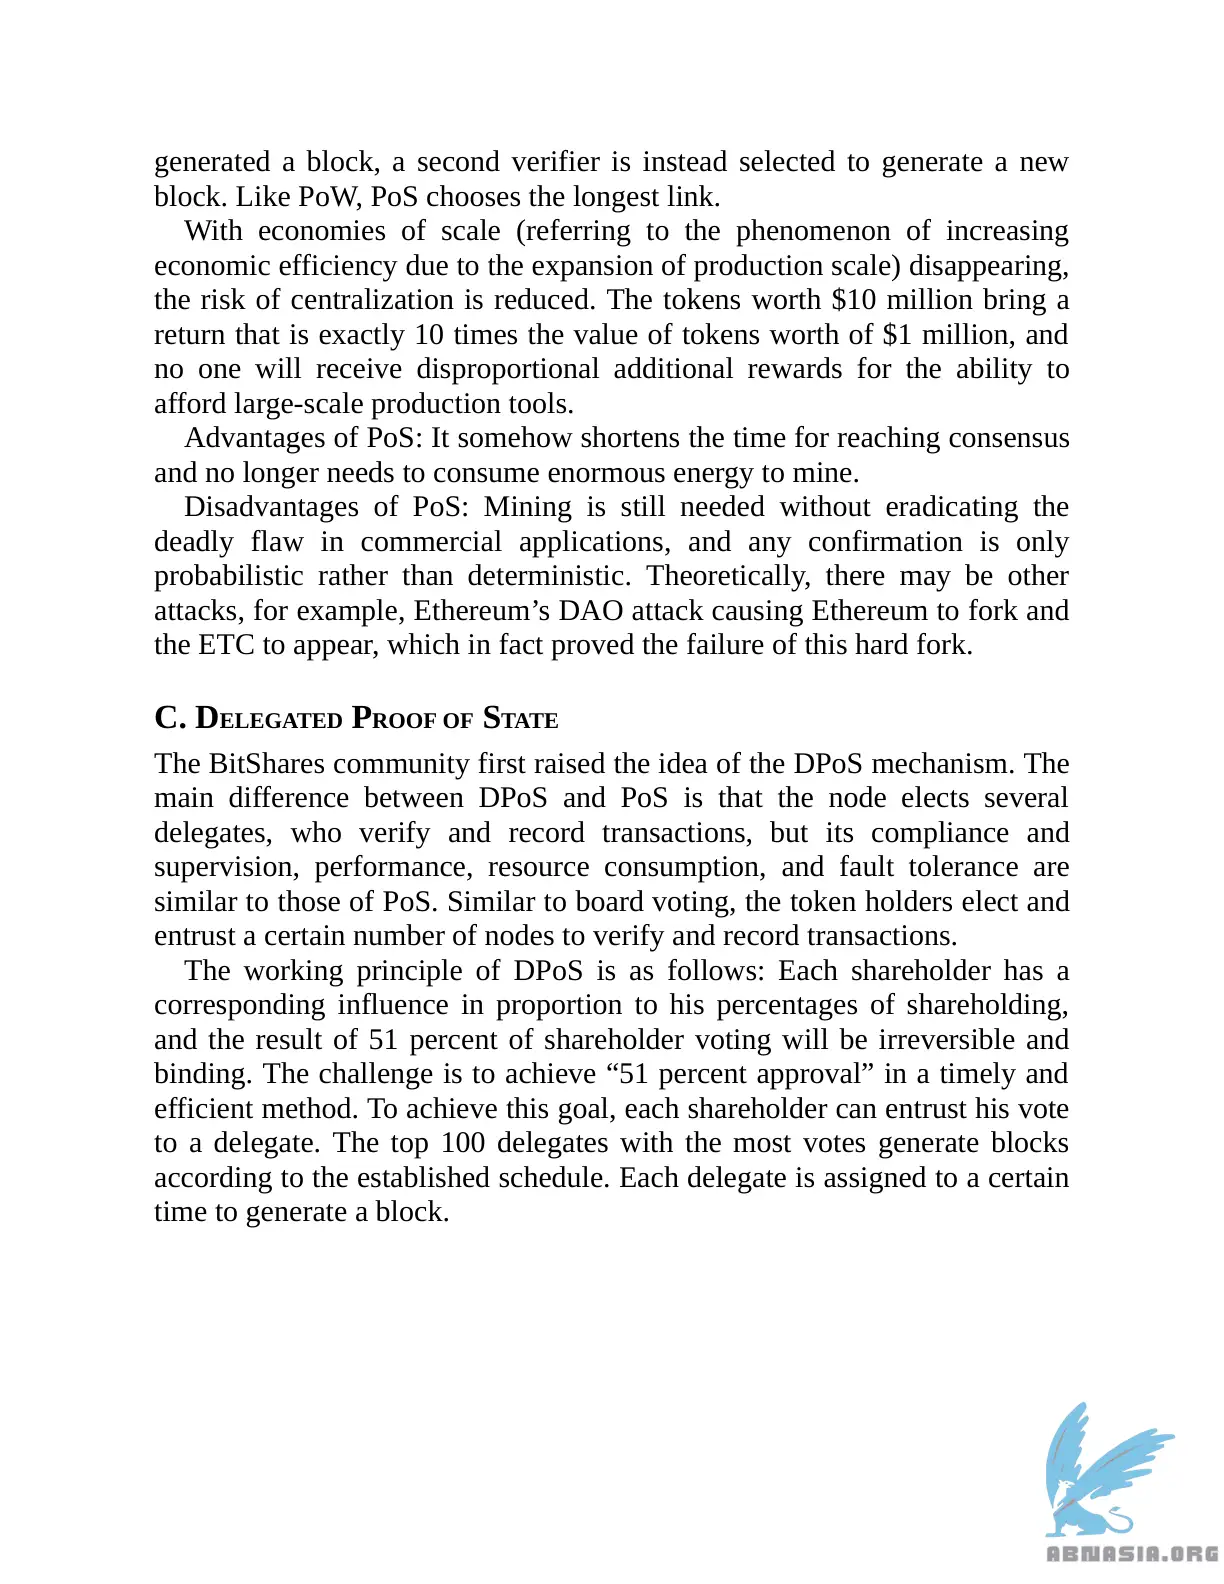 generated a block, a second verifier is instead selected to generate a new
block. Like PoW, PoS chooses the longest link.
With economies of scale (referring to the phenomenon of increasing
economic efficiency due to the expansion of production scale) disappearing,
the risk of centralization is reduced. The tokens worth $10 million bring a
return that is exactly 10 times the value of tokens worth of $1 million, and
no one will receive disproportional additional rewards for the ability to
afford large-scale production tools.
Advantages of PoS: It somehow shortens the time for reaching consensus
and no longer needs to consume enormous energy to mine.
Disadvantages of PoS: Mining is still needed without eradicating the
deadly flaw in commercial applications, and any confirmation is only
probabilistic rather than deterministic. Theoretically, there may be other
attacks, for example, Ethereum’s DAO attack causing Ethereum to fork and
the ETC to appear, which in fact proved the failure of this hard fork.
C. DELEGATED PROOF OF STATE
The BitShares community first raised the idea of the DPoS mechanism. The
main difference between DPoS and PoS is that the node elects several
delegates, who verify and record transactions, but its compliance and
supervision, performance, resource consumption, and fault tolerance are
similar to those of PoS. Similar to board voting, the token holders elect and
entrust a certain number of nodes to verify and record transactions.
The working principle of DPoS is as follows: Each shareholder has a
corresponding influence in proportion to his percentages of shareholding,
and the result of 51 percent of shareholder voting will be irreversible and
binding. The challenge is to achieve “51 percent approval” in a timely and
efficient method. To achieve this goal, each shareholder can entrust his vote
to a delegate. The top 100 delegates with the most votes generate blocks
according to the established schedule. Each delegate is assigned to a certain
time to generate a block.
ABNASIA.ORG